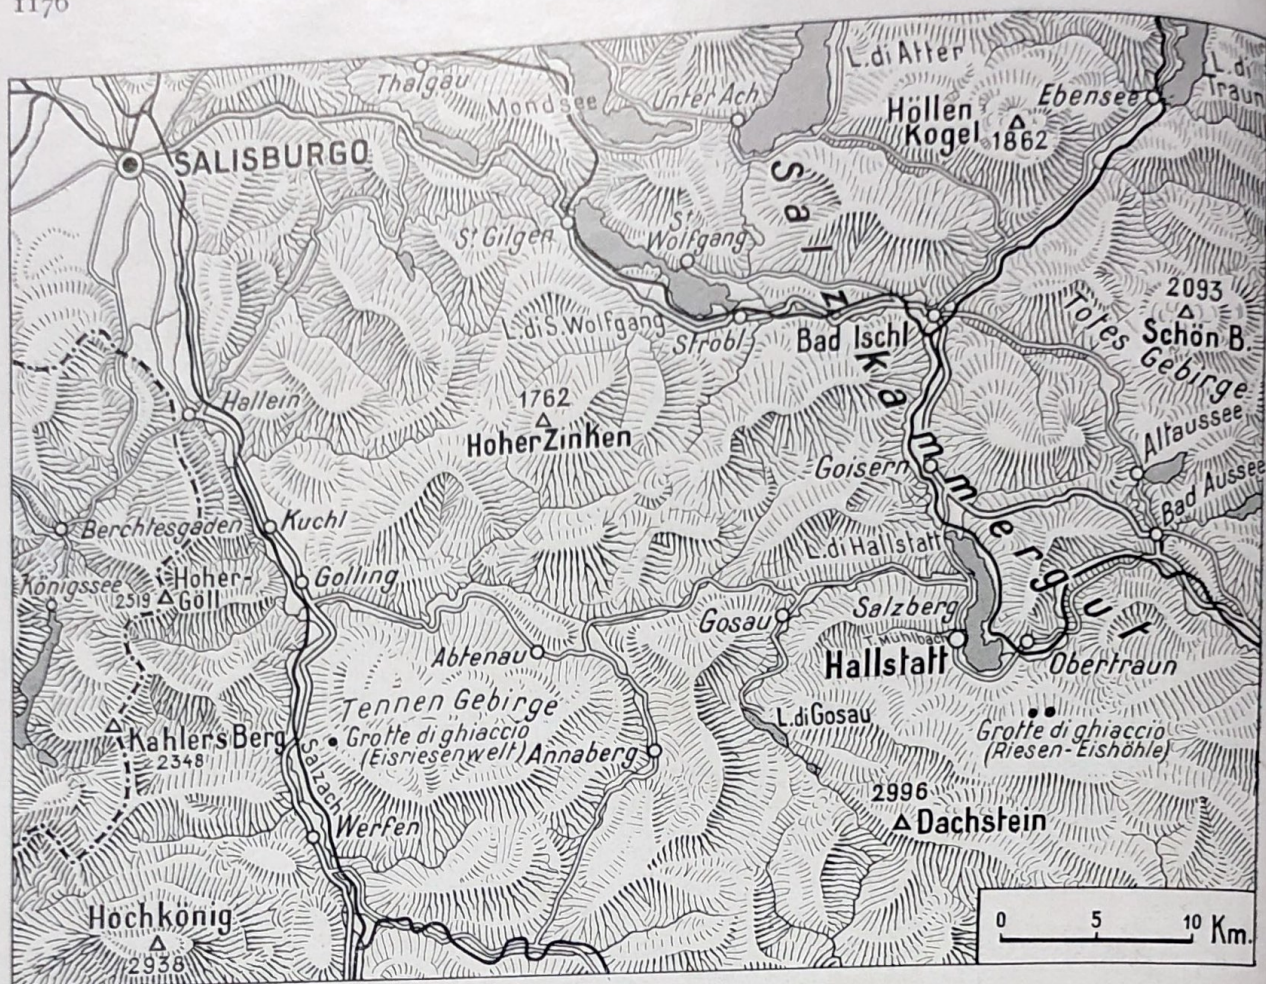 1176
L. di Atter
L. di
Traun
Thalgau
Mondsee
Unter Ach
Höllen
Kogel
1862
Ebensee
SALISBURGO
Salzkammergut
St Gilgen
St
Wolfgang
2093
Schön B.
Totes
Gebirge
L. di S. Wolfgang
Strobl
Bad Ischl
Hallein
1762
Hoher Zinken
Altaussee
Goisern
Bad Aussee
Berchtesgaden
Kuchl
L. di Hallstatt
Königssee
Hoher-
2519 Göll
Golling
Gosau
Salzberg
T. Mühlbach
Hallstatt
Abtenau
Obertraun
Tennen Gebirge
L. di Gosau
Grotte di ghiaccio
(Riesen-Eishöhle)
Kahlers Berg
2348
Salzach
Grotte di ghiaccio
(Eisriesenwelt)
Annaberg
2996
Dachstein
Werfen
Hochkönig
2938
0 5 10 Km.